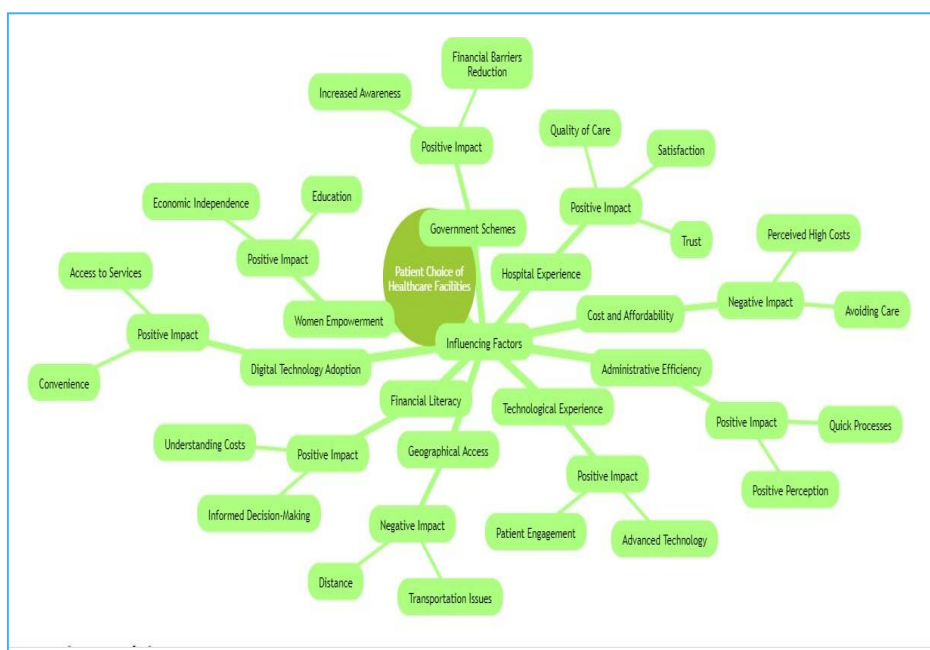 Financial Barriers
Reduction
Increased Awareness
Positive Impact
Quality of Care
Satisfaction
Positive Impact
Trust
Economic Independence
Education
Positive Impact
Government Schemes
Hospital Experience
Patient Choice of
Healthcare Facilities
Perceived High Costs
Negative Impact
Avoiding Care
Access to Services
Positive Impact
Convenience
Women Empowerment
Cost and Affordability
Influencing Factors
Digital Technology Adoption
Administrative Efficiency
Financial Literacy
Technological Experience
Positive Impact
Quick Processes
Positive Perception
Understanding Costs
Positive Impact
Informed Decision-Making
Geographical Access
Positive Impact
Patient Engagement
Advanced Technology
Negative Impact
Distance
Transportation Issues